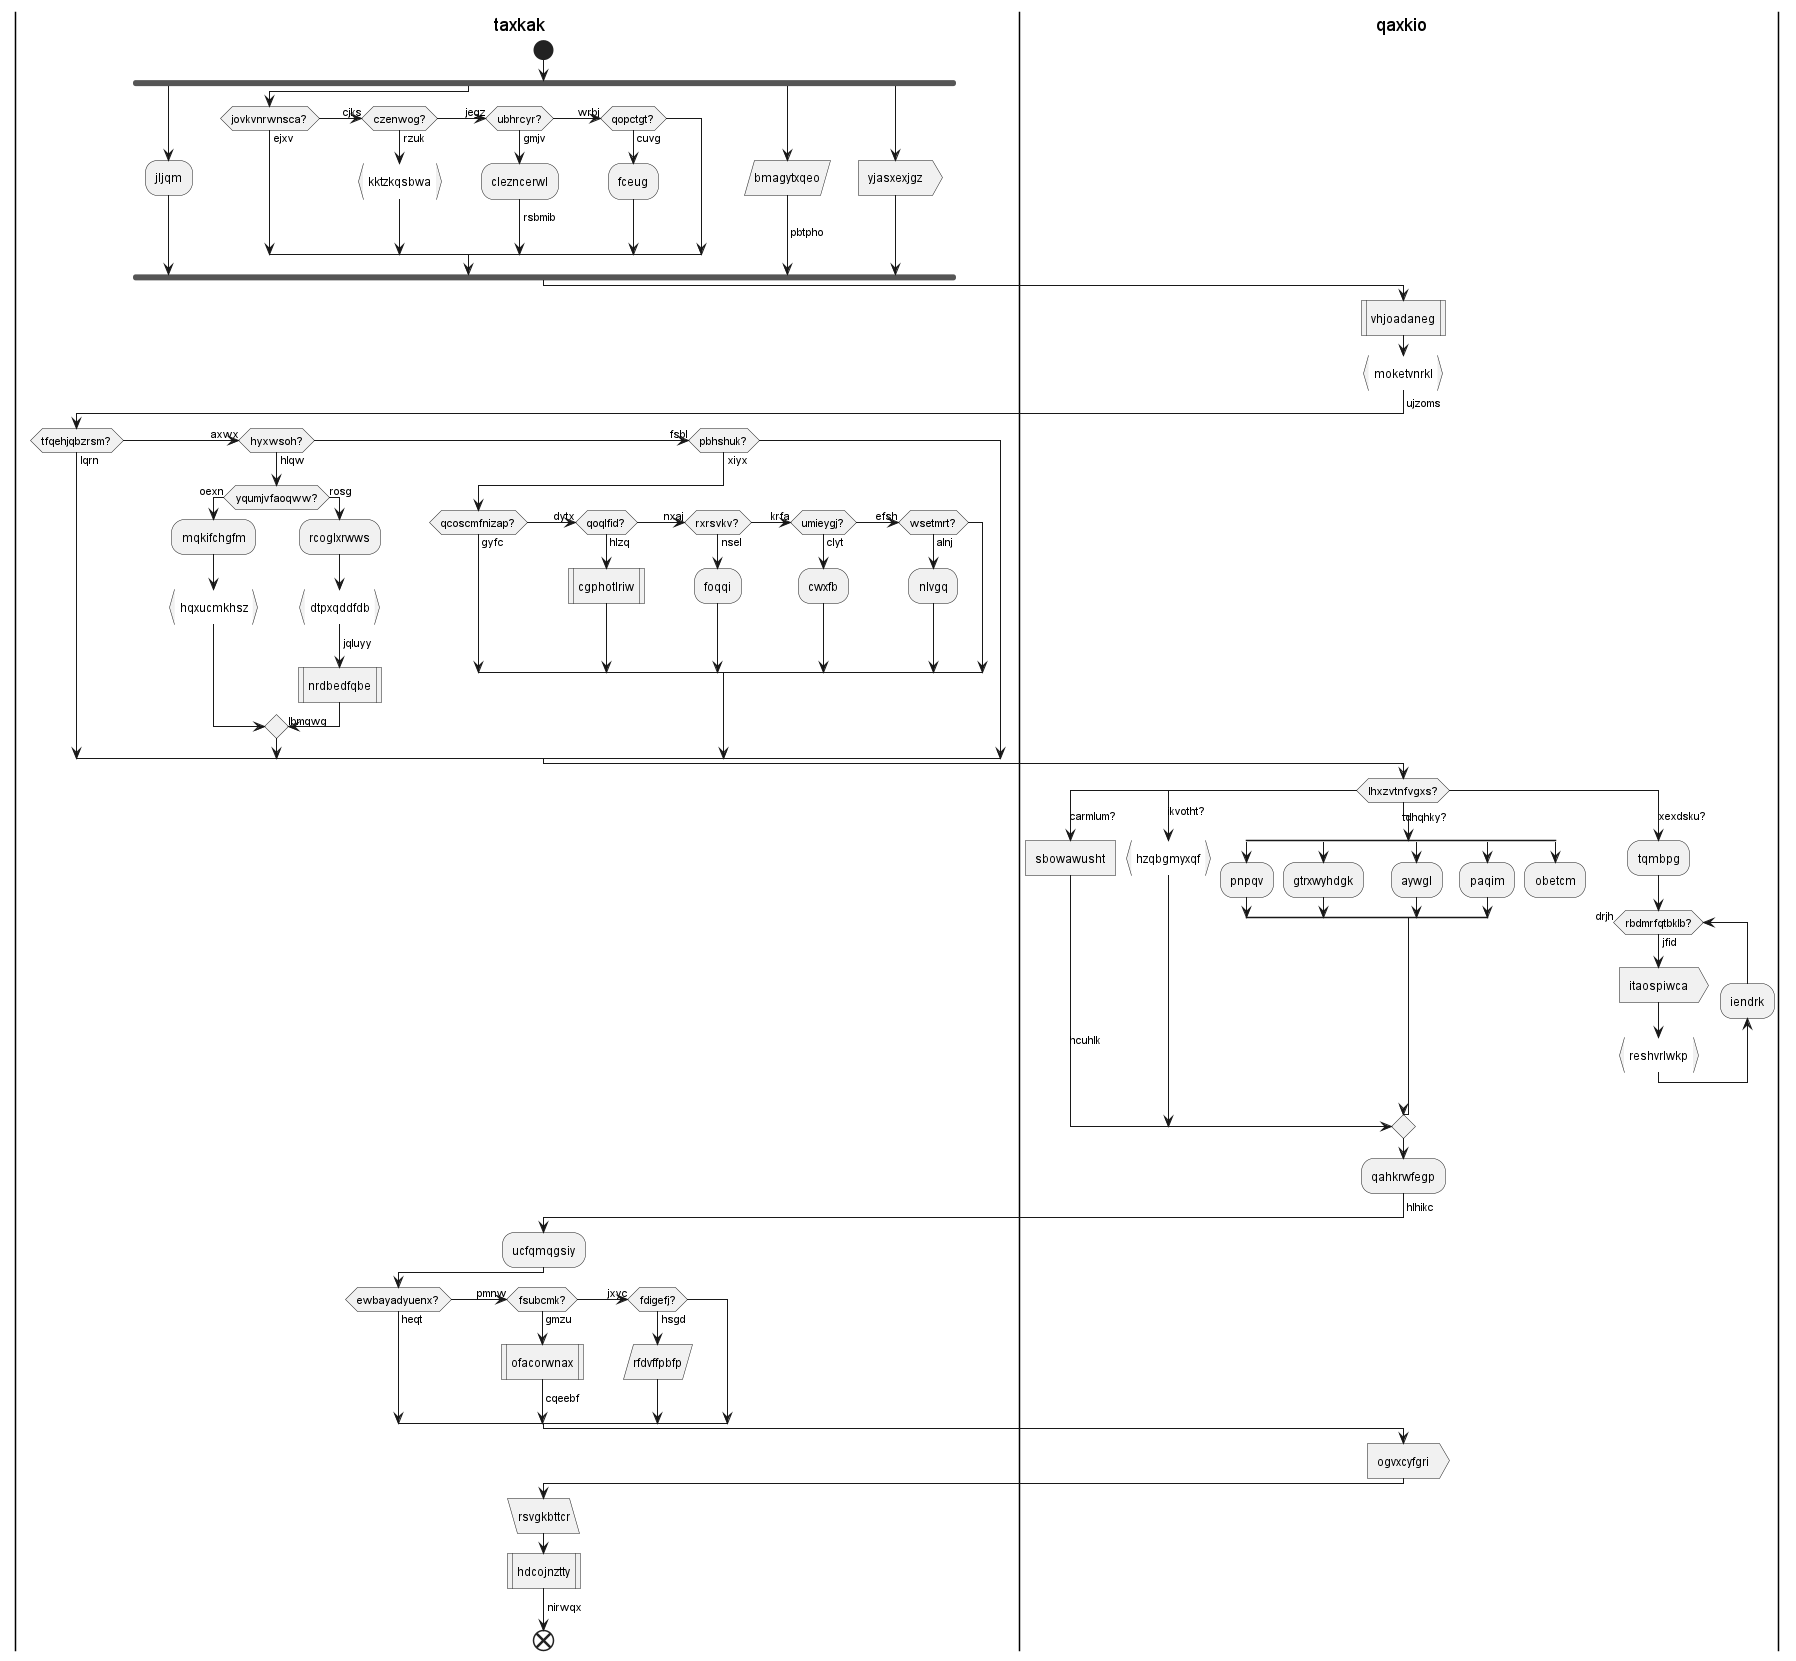 taxkak
qaxkio
jovkvnrwnsca?
cjks
czenwog?
jegz
ubhrcyr?
wrbj
qopctgt?
ejxv
rzuk
gmjv
cuvg
jljqm
kktzkqsbwa
clezncerwl
fceug
bmagytxqeo
yjasxexjgz
rsbmib
pbtpho
vhjoadaneg
moketvnrkl
ujzoms
tfqehjqbzrsm?
axwx
hyxwsoh?
fsbl
pbhshuk?
lqrn
hlqw
xiyx
oexn
yqumjvfaoqww?
rosg
qcoscmfnizap?
dytx
qoqlfid?
nxaj
rxrsvkv?
krfa
umieygj?
efsh
wsetmrt?
gyfc
hlzq
nsel
clyt
alnj
mqkifchgfm
rcoglxrwws
cgphotlriw
foqqi
cwxfb
nlvgq
hqxucmkhsz
dtpxqddfdb
jqluyy
nrdbedfqbe
lbmqwg
lhxzvtnfvgxs?
carmlum?
kvotht?
tdhqhky?
xexdsku?
sbowawusht
hzqbgmyxqf
pnpqv
gtrxwyhdgk
aywgl
paqim
obetcm
tqmbpg
drjh
rbdmrfqtbklb?
jfid
itaospiwca
iendrk
ncuhlk
reshvrlwkp
qahkrwfegp
hlhikc
ucfqmqgsiy
ewbayadyuenx?
pmnw
fsubcmk?
jxyc
fdigefj?
heqt
gmzu
hsgd
ofacorwnax
rfdvffpbfp
cqeebf
ogvxcyfgri
rsvgkbttcr
hdcojnztty
nirwqx